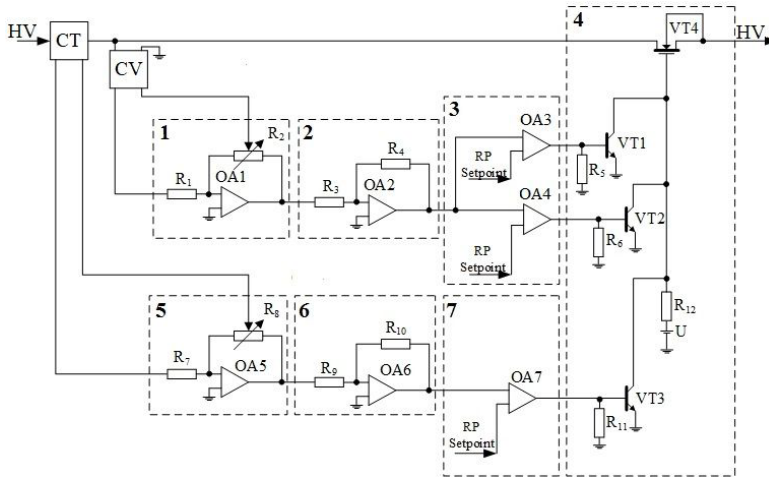 4
HV
CT
VT4
HV
CV
3
1
R2
2
OA3
R4
RP
Setpoint
VT1
R1
OA1
R3
OA2
R5
OA4
VT2
RP
Setpoint
R6
5
R8
6
7
R12
R7
R10
U
OA5
R9
OA6
OA7
VT3
RP
Setpoint
R11